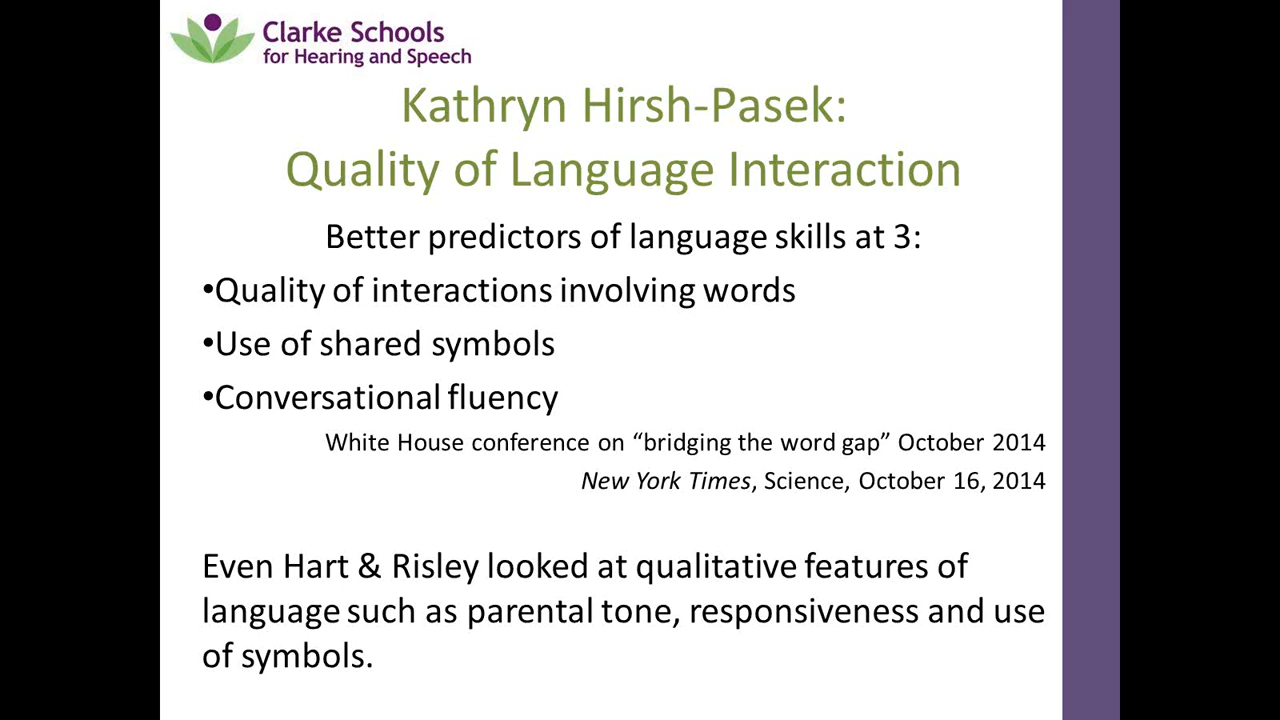 Clarke Schools
for Hearing and Speech
Kathryn Hirsh-Pasek:
Quality of Language Interaction
Better predictors of language skills at 3:
•Quality of interactions involving words
•Use of shared symbols
•Conversational fluency
White House conference on “bridging the word gap” October 2014
New York Times, Science, October 16, 2014
Even Hart & Risley looked at qualitative features of
language such as parental tone, responsiveness and use
of symbols.